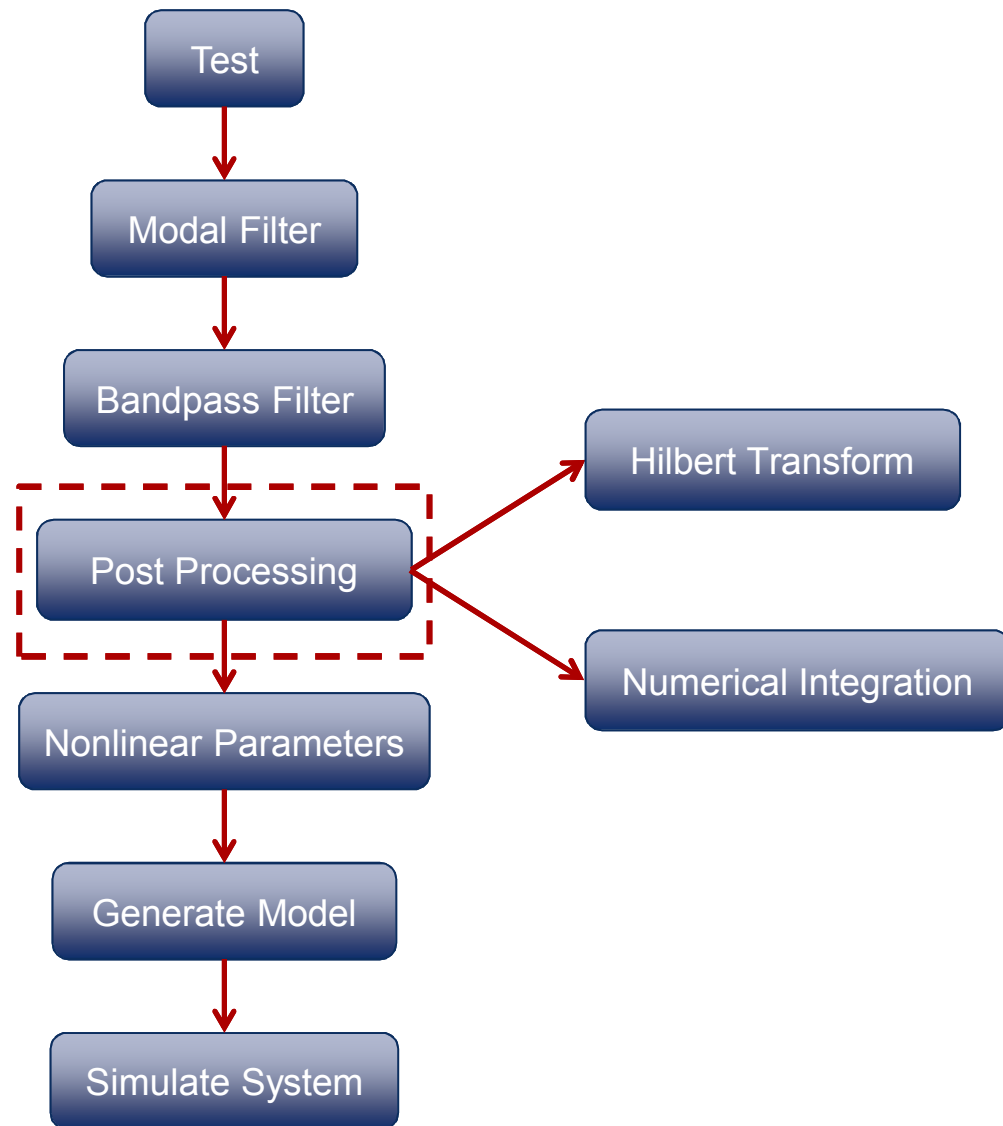 Test
Modal Filter
Bandpass Filter
Hilbert Transform
Post Processing
Numerical Integration
Nonlinear Parameters
Generate Model
Simulate System